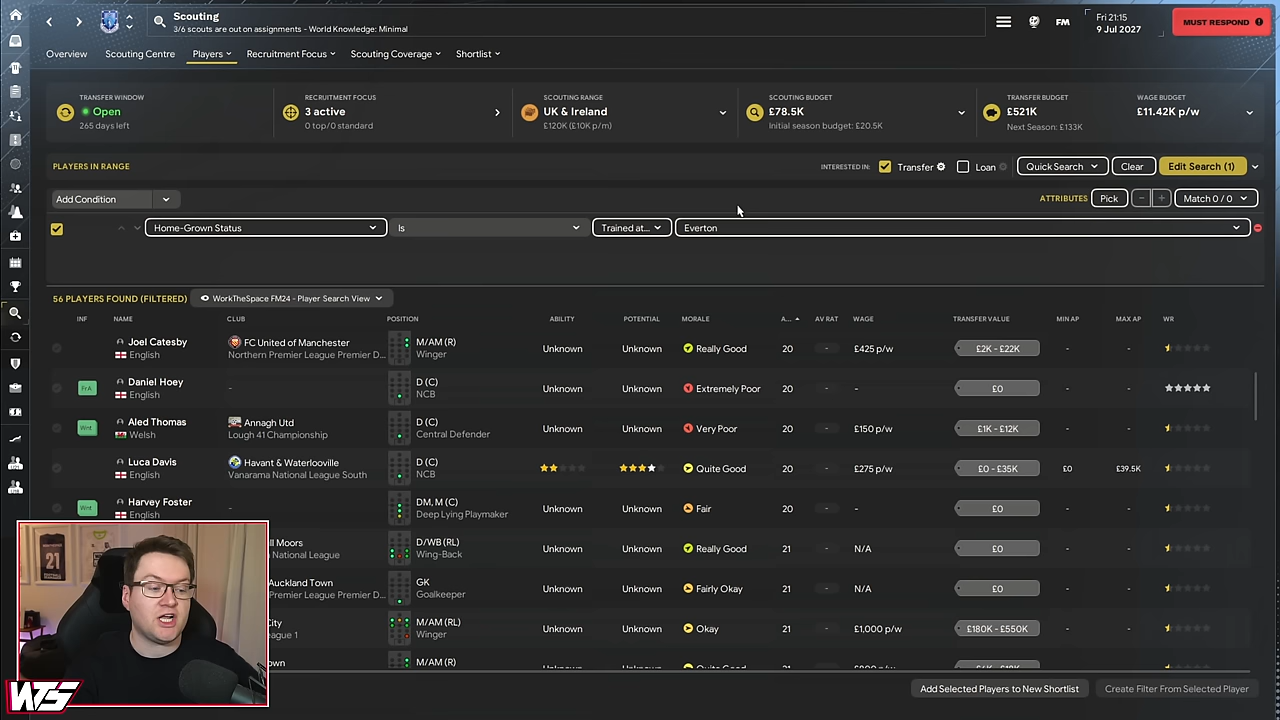 Scouting
3/6 scouts are out on assignments - World Knowledge: Minimal
FM
Fri 21:15
9 Jul 2027
MUST RESPOND
Overview
Scouting Centre
Players
Recruitment Focus
Scouting Coverage
Shortlist
TRANSFER WINDOW
Open
265 days left
RECRUITMENT FOCUS
3 active
0 top/0 standard
SCOUTING RANGE
UK & Ireland
£120K (£10K p/m)
SCOUTING BUDGET
£78.5K
Initial season budget: £20.5K
TRANSFER BUDGET
£521K
Next Season: £133K
WAGE BUDGET
£11.42K p/w
PLAYERS IN RANGE
INTERESTED IN:
Transfer
Loan
Quick Search
Clear
Edit Search (1)
Add Condition
ATTRIBUTES
Pick
Match 0 / 0
Home-Grown Status
Is
Trained at...
Everton
56 PLAYERS FOUND (FILTERED)
WorkTheSpace FM24 - Player Search View
INF NAME CLUB POSITION ABILITY POTENTIAL MORALE A... AV RAT WAGE TRANSFER VALUE MIN AP MAX AP WR
Joel Catesby FC United of Manchester M/AM (R) Unknown Unknown Really Good 20 - £425 p/w £2K - £22K - -
English Northern Premier League Premier D... Winger
FrA Daniel Hoey - D (C) Unknown Unknown Extremely Poor 20 - - £0 - -
English NCB
Wnt Aled Thomas Annagh Utd D (C) Unknown Unknown Very Poor 20 - £150 p/w £1K - £12K - -
Welsh Lough 41 Championship Central Defender
Luca Davis Havant & Waterlooville D (C) Quite Good 20 - £275 p/w £0 - £35K £0 £39.5K
English Vanarama National League South NCB
Wnt Harvey Foster - DM, M (C) Unknown Unknown Fair 20 - - £0 - -
English Deep Lying Playmaker
ll Moors D/WB (RL) Unknown Unknown Really Good 21 - N/A £0 - -
National League Wing-Back
Auckland Town GK Unknown Unknown Fairly Okay 21 - N/A £0 - -
Premier League Premier D... Goalkeeper
City M/AM (RL) Unknown Unknown Okay 21 - £1,000 p/w £180K - £550K - -
League 1 Winger
own M/AM (R)
Add Selected Players to New Shortlist
Create Filter From Selected Player
21
WTS